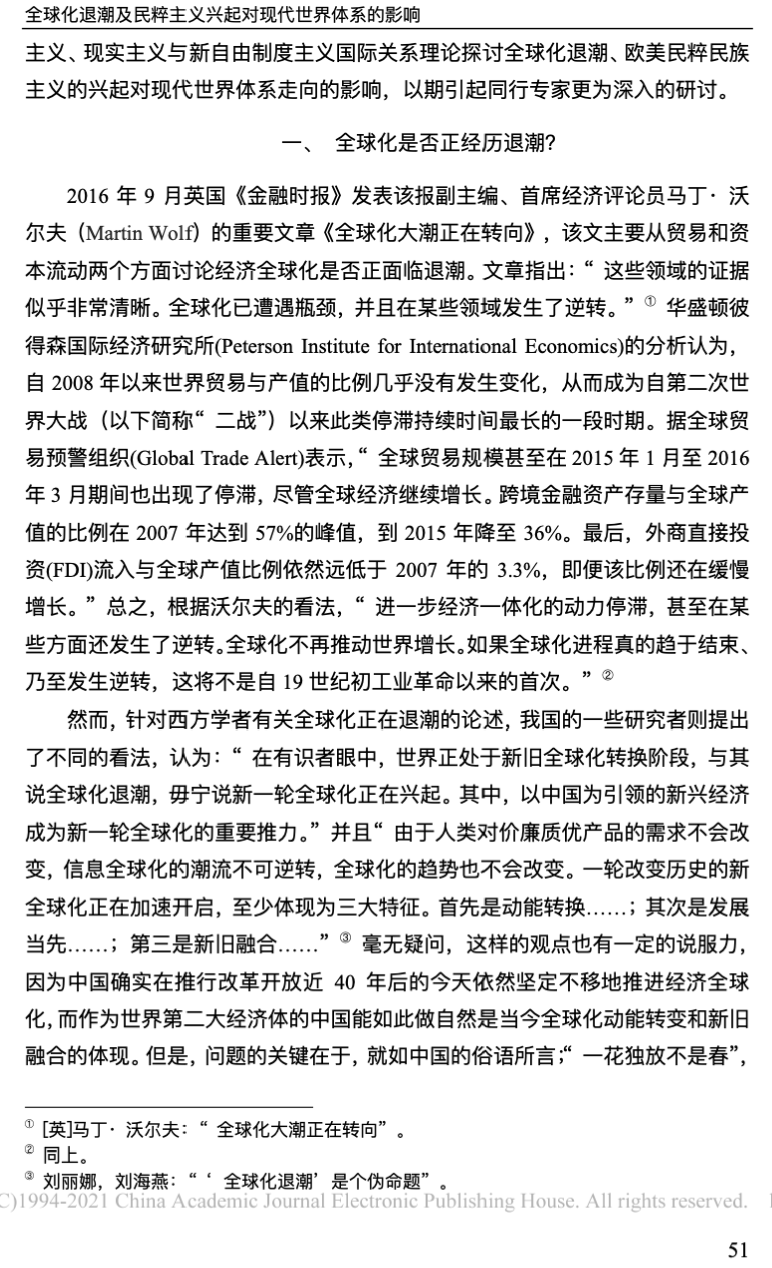 全球化退潮及民粹主义兴起对现代世界体系的影响
主义、现实主义与新自由制度主义国际关系理论探讨全球化退潮、欧美民粹民族
主义的兴起对现代世界体系走向的影响，以期引起同行专家更为深入的研讨。
一、 全球化是否正经历退潮?
2016 年 9 月英国《金融时报》发表该报副主编、首席经济评论员马丁·沃
尔夫（Martin Wolf）的重要文章《全球化大潮正在转向》，该文主要从贸易和资
本流动两个方面讨论经济全球化是否正面临退潮。文章指出：“ 这些领域的证据
似乎非常清晰。全球化已遭遇瓶颈，并且在某些领域发生了逆转。”① 华盛顿彼
得森国际经济研究所(Peterson Institute for International Economics)的分析认为，
自 2008 年以来世界贸易与产值的比例几乎没有发生变化，从而成为自第二次世
界大战（以下简称“ 二战”）以来此类停滞持续时间最长的一段时期。据全球贸
易预警组织(Global Trade Alert)表示，“ 全球贸易规模甚至在 2015 年 1 月至 2016
年 3 月期间也出现了停滞，尽管全球经济继续增长。跨境金融资产存量与全球产
值的比例在 2007 年达到 57%的峰值，到 2015 年降至 36%。最后，外商直接投
资(FDI)流入与全球产值比例依然远低于 2007 年的 3.3%，即便该比例还在缓慢
增长。” 总之，根据沃尔夫的看法，“ 进一步经济一体化的动力停滞，甚至在某
些方面还发生了逆转。全球化不再推动世界增长。如果全球化进程真的趋于结束、
乃至发生逆转，这将不是自 19 世纪初工业革命以来的首次。”②
然而，针对西方学者有关全球化正在退潮的论述，我国的一些研究者则提出
了不同的看法，认为：“ 在有识者眼中，世界正处于新旧全球化转换阶段，与其
说全球化退潮，毋宁说新一轮全球化正在兴起。其中，以中国为引领的新兴经济
成为新一轮全球化的重要推力。”并且“ 由于人类对价廉质优产品的需求不会改
变，信息全球化的潮流不可逆转，全球化的趋势也不会改变。一轮改变历史的新
全球化正在加速开启，至少体现为三大特征。首先是动能转换……；其次是发展
当先……；第三是新旧融合……”③ 毫无疑问，这样的观点也有一定的说服力，
因为中国确实在推行改革开放近 40 年后的今天依然坚定不移地推进经济全球
化，而作为世界第二大经济体的中国能如此做自然是当今全球化动能转变和新旧
融合的体现。但是，问题的关键在于，就如中国的俗语所言；“ 一花独放不是春”，
① [英]马丁·沃尔夫：“ 全球化大潮正在转向”。
② 同上。
③ 刘丽娜，刘海燕：“ ‘ 全球化退潮’是个伪命题”。
C)1994-2021 China Academic Journal Electronic Publishing House. All rights reserved.
51